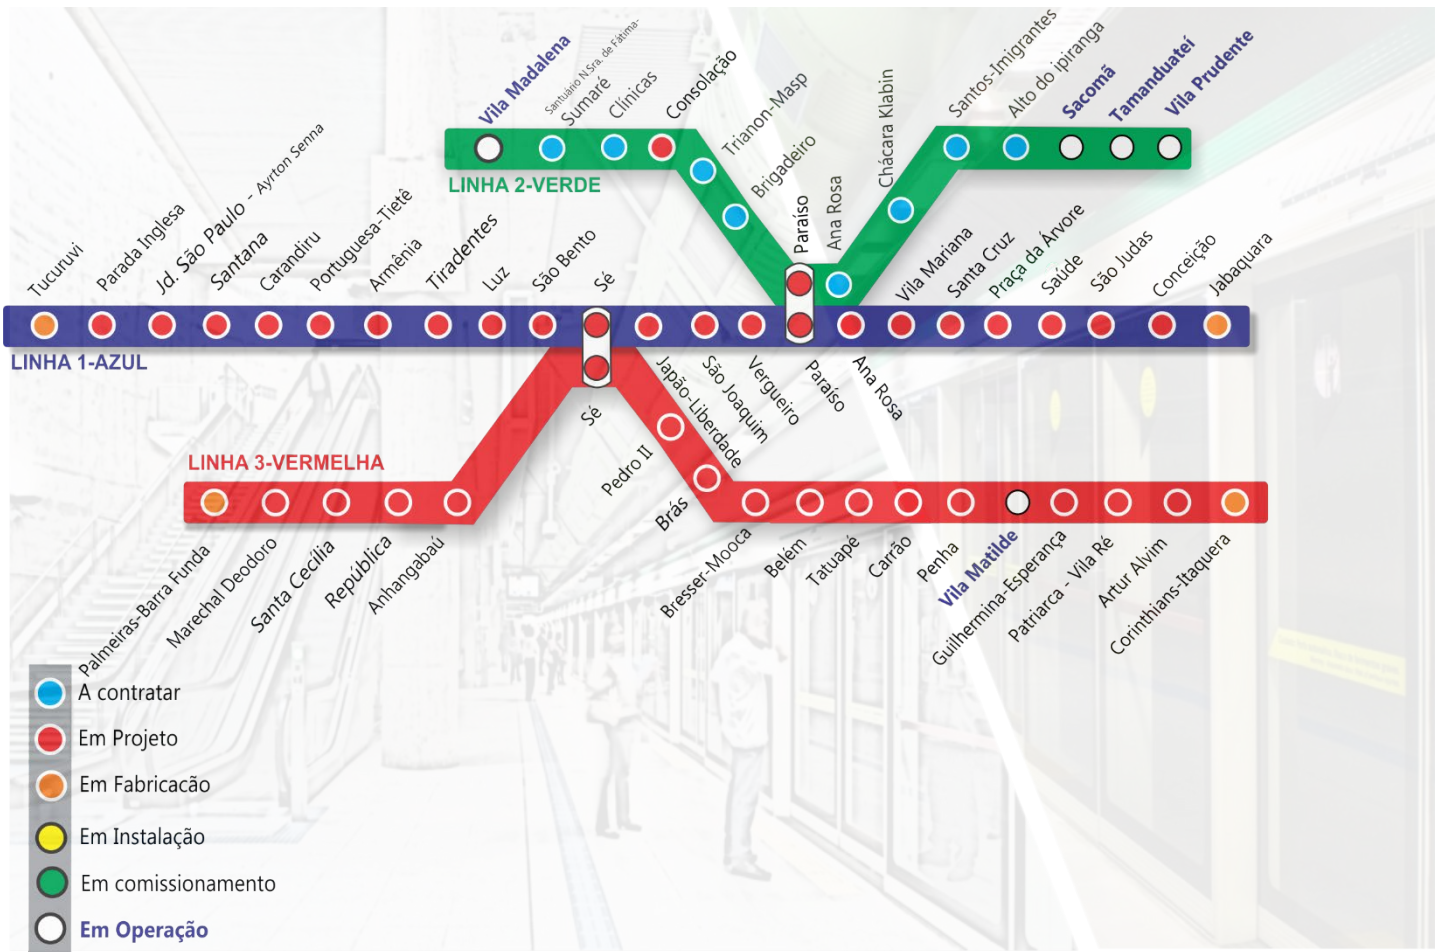 Vila Madalena
Santuário N.Sra. de Fátima-
Sumaré
Clínicas
Consolação
Trianon-Masp
Brigadeiro
Paraíso
Ana Rosa
Chácara Klabin
Santos-Imigrantes
Alto do ipiranga
Sacomã
Tamanduateí
Vila Prudente
LINHA 2-VERDE
Tucuruvi
Parada Inglesa
Jd. São Paulo - Ayrton Senna
Santana
Carandiru
Portuguesa-Tietê
Armênia
Tiradentes
Luz
São Bento
Sé
Vila Mariana
Santa Cruz
Praça da Árvore
Saúde
São Judas
Conceição
Jabaquara
LINHA 1-AZUL
Japão-Liberdade
São Joaquim
Vergueiro
Paraíso
Ana Rosa
Sé
LINHA 3-VERMELHA
Palmeiras-Barra Funda
Marechal Deodoro
Santa Cecília
República
Anhangabaú
Pedro II
Brás
Bresser-Mooca
Belém
Tatuapé
Carrão
Penha
Vila Matilde
Guilhermina-Esperança
Patriarca - Vila Ré
Artur Alvim
Corinthians-Itaquera
A contratar
Em Projeto
Em Fabricacão
Em Instalação
Em comissionamento
Em Operação